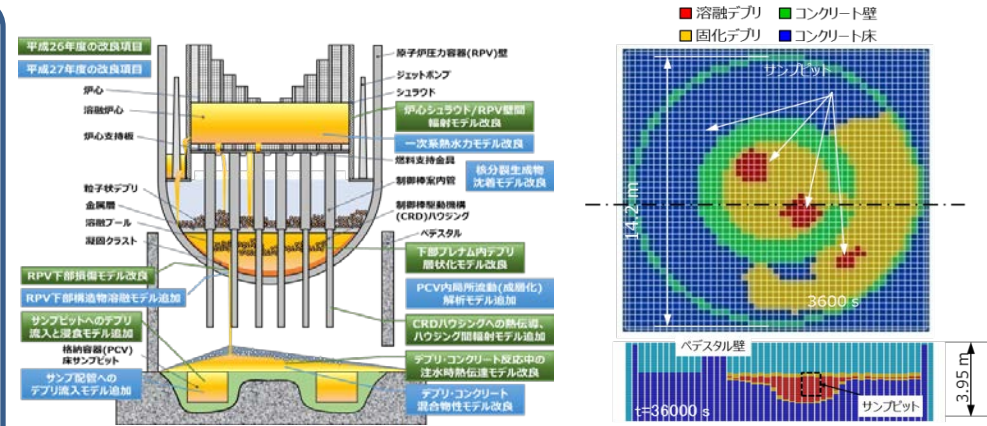 平成26年度の改良項目
平成27年度の改良項目
炉心
溶融炉心
炉心支持板
粒子状デブリ
金属層
溶融プール
凝固クラスト
RPV下部損傷モデル改良
RPV下部構造物溶融モデル追加
サンプピットへのデブリ
流入と浸食モデル追加
格納容器(PCV)
床サンプピット
サンプ配管への
デブリ流入モデル追加
原子炉圧力容器(RPV)壁
ジェットポンプ
シュラウド
炉心シュラウド/RPV壁間
輻射モデル改良
一次系熱水力モデル改良
燃料支持金具
核分裂生成物
沈着モデル改良
制御棒案内管
制御棒駆動機構
(CRD)ハウジング
ペデスタル
下部プレナム内デブリ
層状化モデル改良
PCV内局所流動(成層化)
解析モデル追加
CRDハウジングへの熱伝導、
ハウジング間輻射モデル追加
デブリ・コンクリート反応中の
注水時熱伝達モデル改良
デブリ・コンクリート
混合物性モデル改良
溶融デブリ
コンクリート壁
固化デブリ
コンクリート床
サンプピット
14.2 m
3600 s
ペデスタル壁
t=36000 s
サンプピット
3.95 m